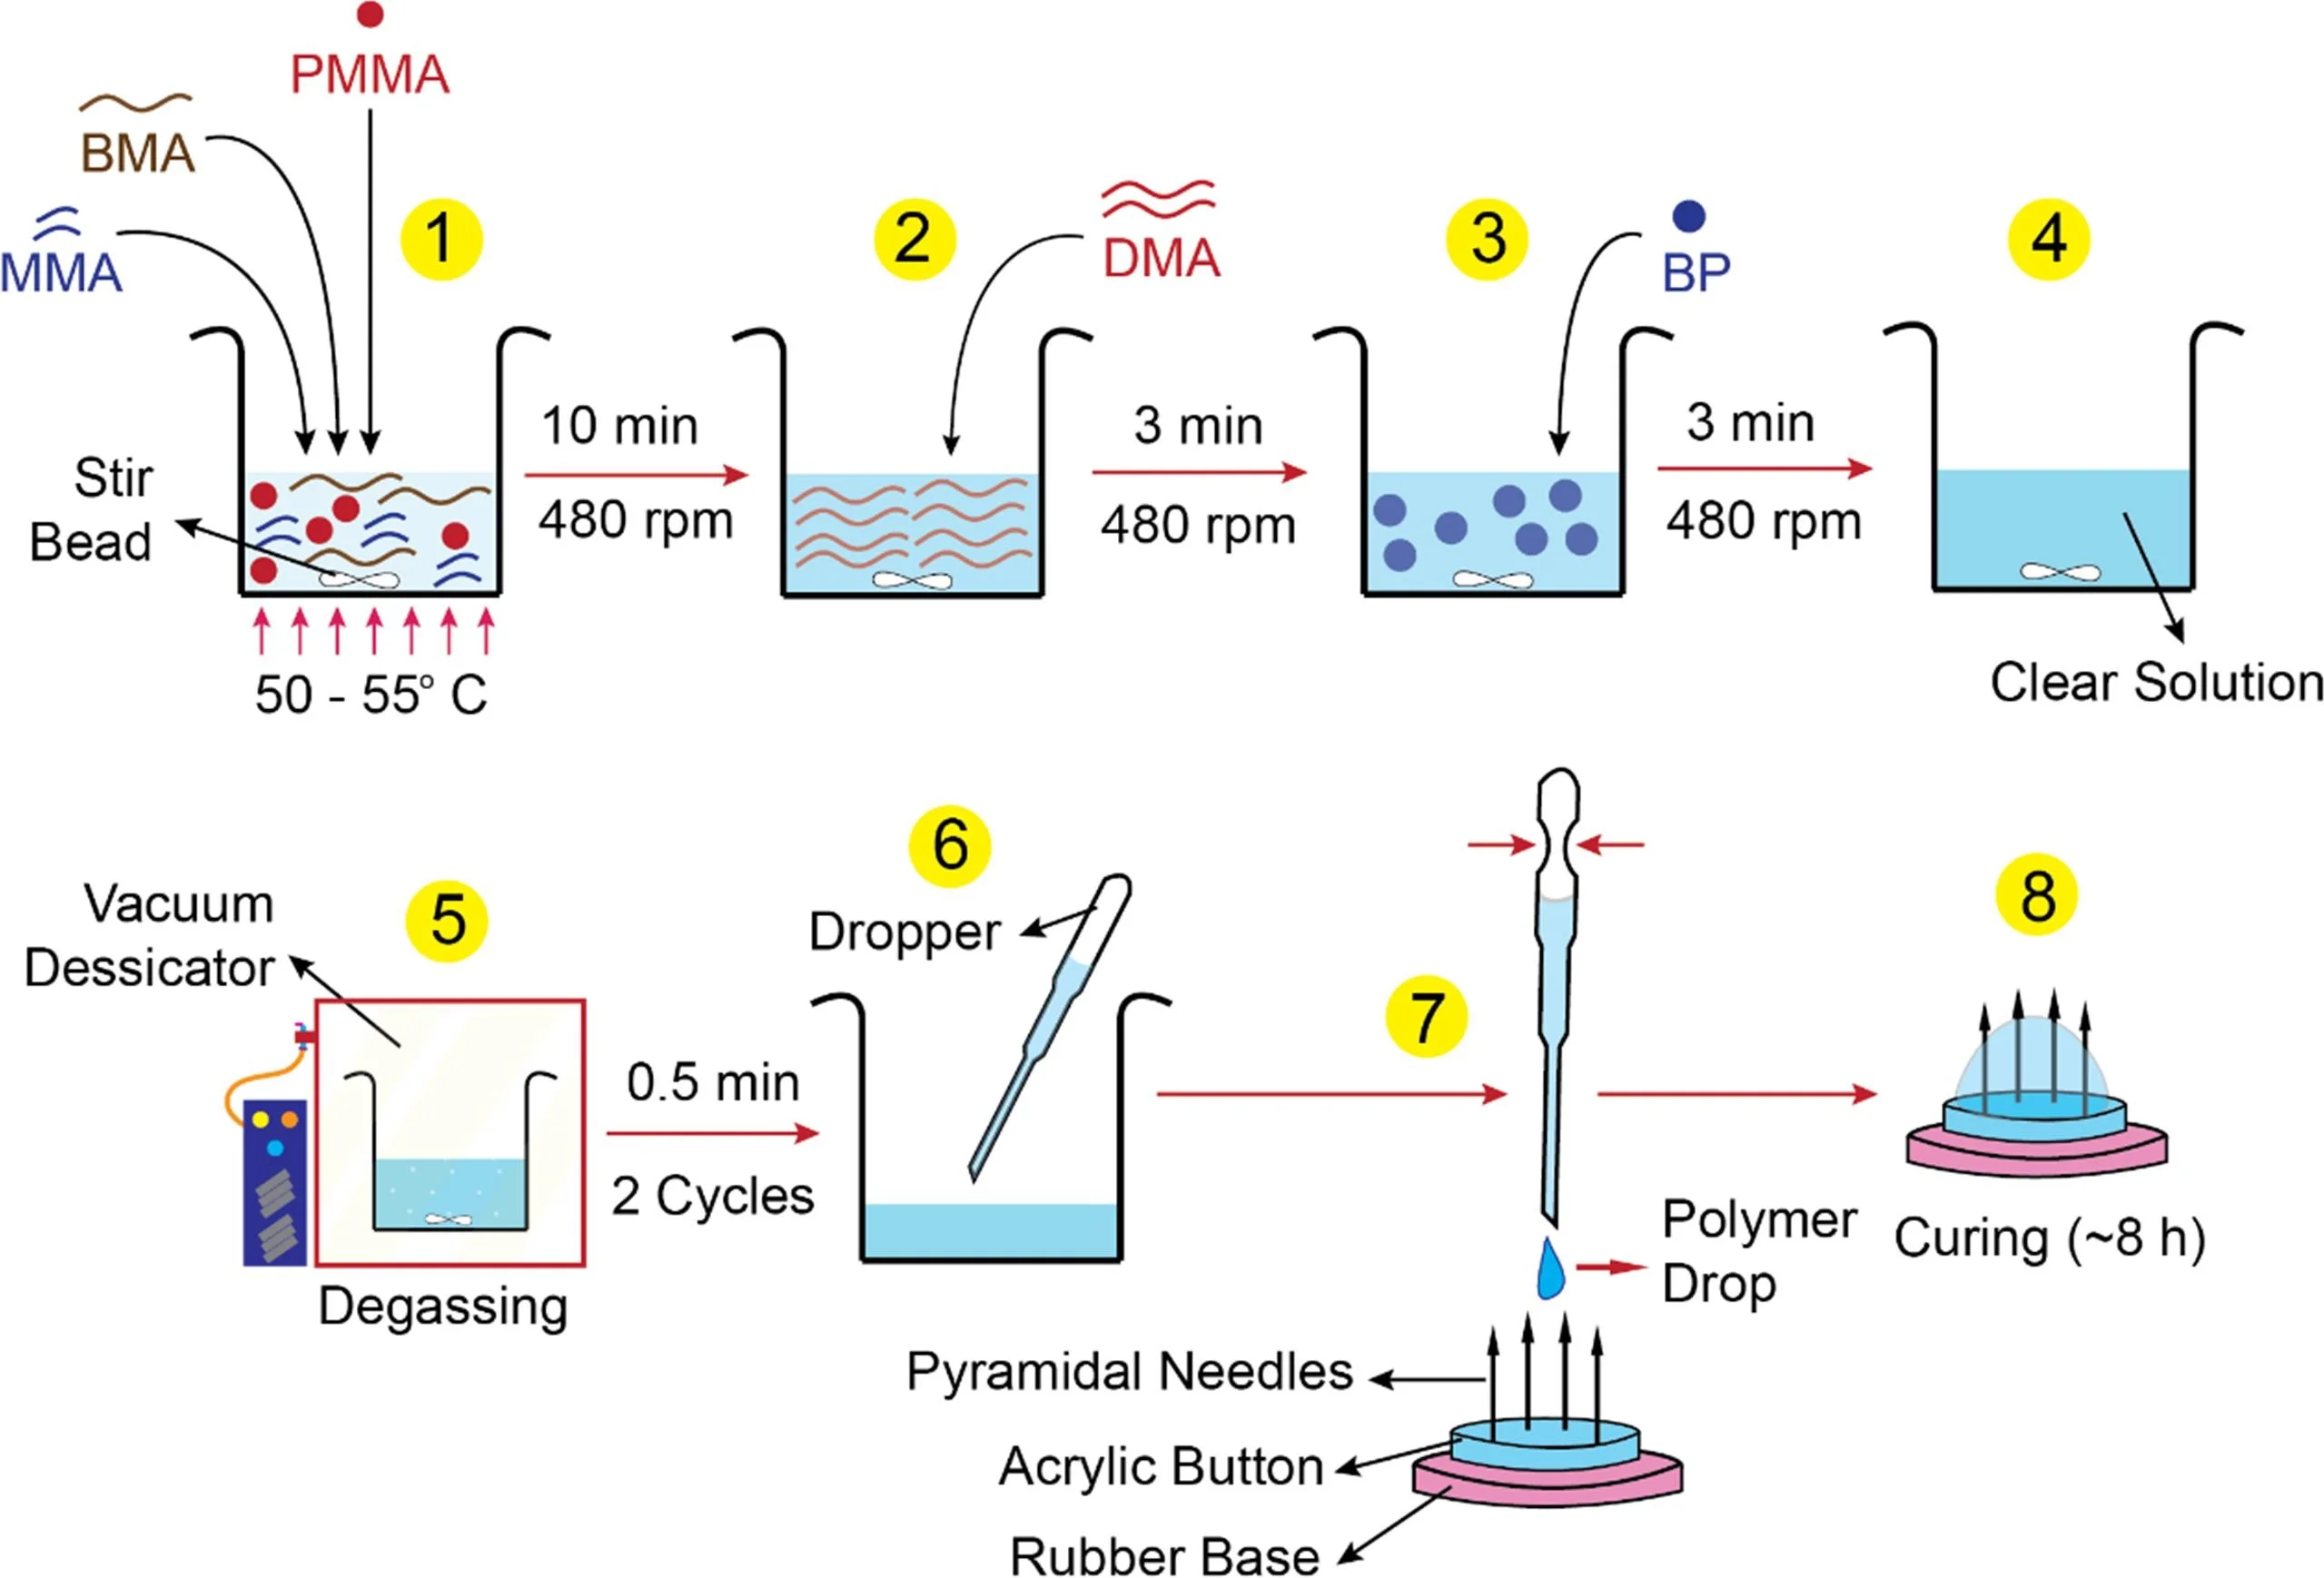 PMMA
BMA
MMA
1
Stir
Bead
50 - 55° C
10 min
480 rpm
2
DMA
3 min
480 rpm
3
BP
3 min
480 rpm
4
Clear Solution
Vacuum
Dessicator
5
Degassing
0.5 min
2 Cycles
6
Dropper
7
Polymer
Drop
Pyramidal Needles
Acrylic Button
Rubber Base
8
Curing (~8 h)